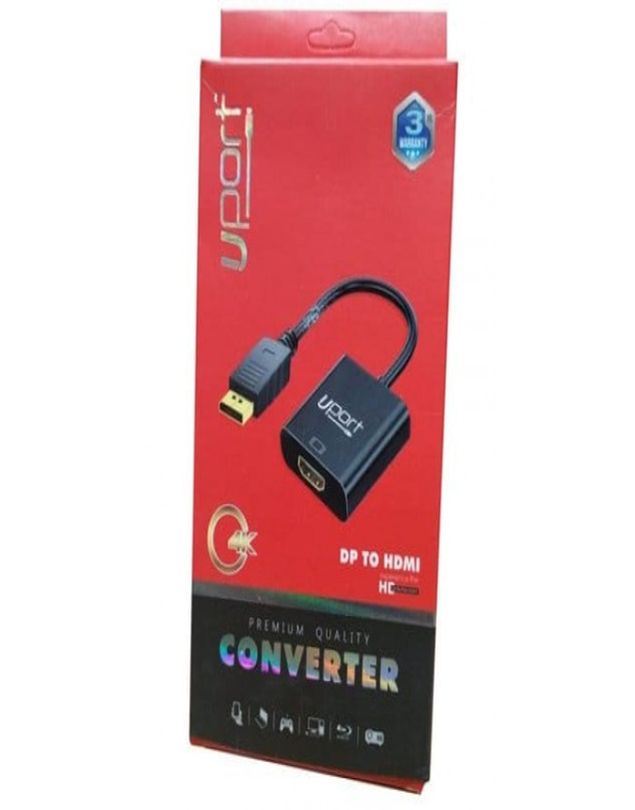 uport
3
WARRANTY
uport
4K
DP TO HDMI
HD
PREMIUM QUALITY
CONVERTER